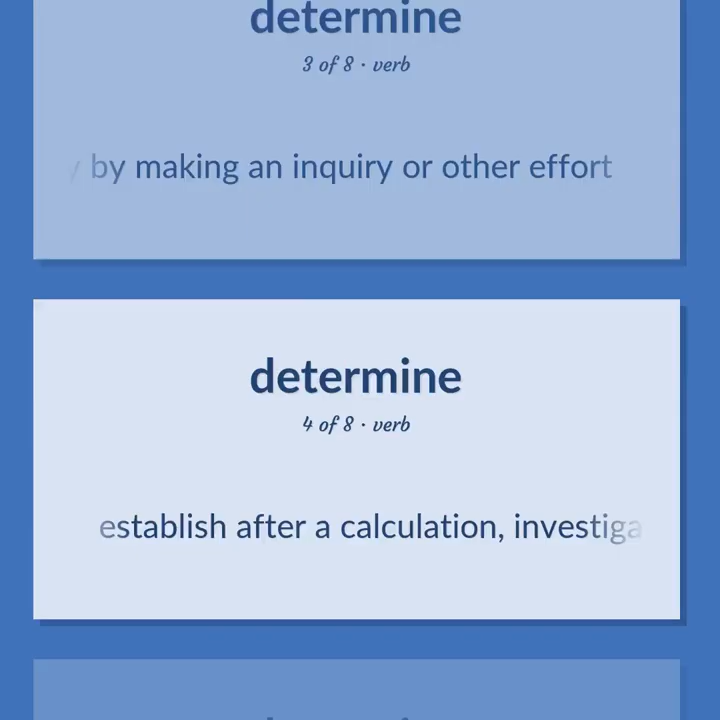 determine
3 of 8 · verb
by making an inquiry or other effort
determine
4 of 8 · verb
establish after a calculation,